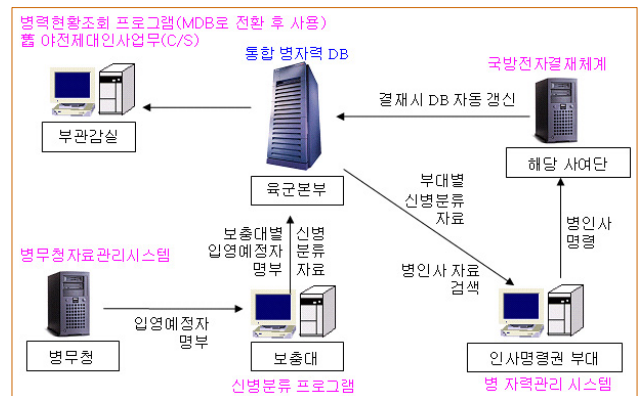 병력현황조회 프로그램(MDB로 전환 후 사용)
舊 야전제대인사업무(C/S)
통합 병자력 DB
국방전자결재체계
결재시 DB 자동 갱신
부관감실
해당 사여단
육군본부
부대별
신병분류
자료
보충대별
입영예정자
명부
신병
분류
자료
병인사
명령
병무청자료관리시스템
병인사 자료
검색
입영예정자
명부
병무청
보충대
인사명령권 부대
신병분류 프로그램
병 자력관리 시스템